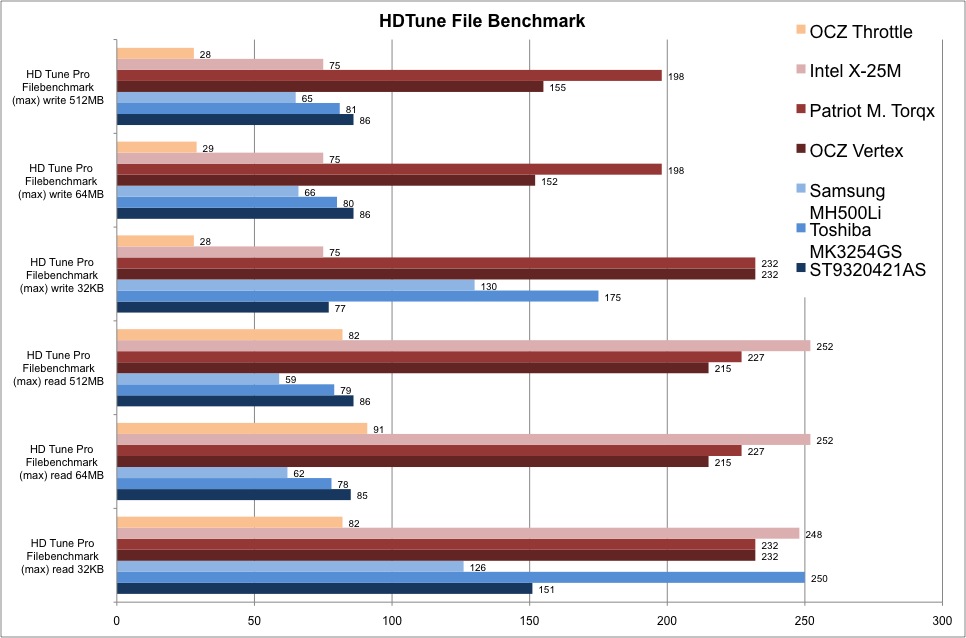 HDTune File Benchmark
OCZ Throttle
Intel X-25M
Patriot M. Torqx
OCZ Vertex
Samsung
MH500Li
Toshiba
MK3254GS
ST9320421AS
HD Tune Pro
Filebenchmark
(max) write 512MB
28
75
198
155
65
81
86
HD Tune Pro
Filebenchmark
(max) write 64MB
29
75
198
152
66
80
86
HD Tune Pro
Filebenchmark
(max) write 32KB
28
75
232
232
130
175
77
HD Tune Pro
Filebenchmark
(max) read 512MB
82
252
227
215
59
79
86
HD Tune Pro
Filebenchmark
(max) read 64MB
91
252
227
215
62
78
85
HD Tune Pro
Filebenchmark
(max) read 32KB
82
248
232
232
126
250
151
0 50 100 150 200 250 300